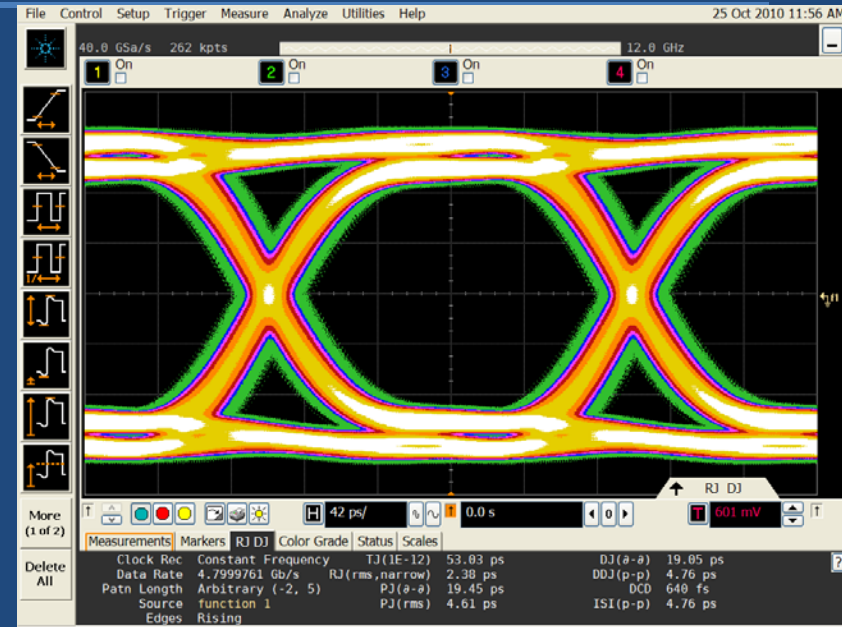 File Control Setup Trigger Measure Analyze Utilities Help 25 Oct 2010 11:56 AM
40.0 GSa/s 262 kpts 12.0 GHz
1 On 2 On 3 On 4 On
1/
RJ DJ
More
(1 of 2)
H 42 ps/ 0.0 s 0 T 601 mV
Measurements Markers RJ DJ Color Grade Status Scales
Delete
All
Clock Rec Constant Frequency TJ(1E-12) 53.03 ps DJ(∂-∂) 19.05 ps
Data Rate 4.7999761 Gb/s RJ(rms,narrow) 2.38 ps DDJ(p-p) 4.76 ps
Patn Length Arbitrary (-2, 5) PJ(∂-∂) 19.45 ps DCD 640 fs
Source function 1 PJ(rms) 4.61 ps ISI(p-p) 4.76 ps
Edges Rising
?